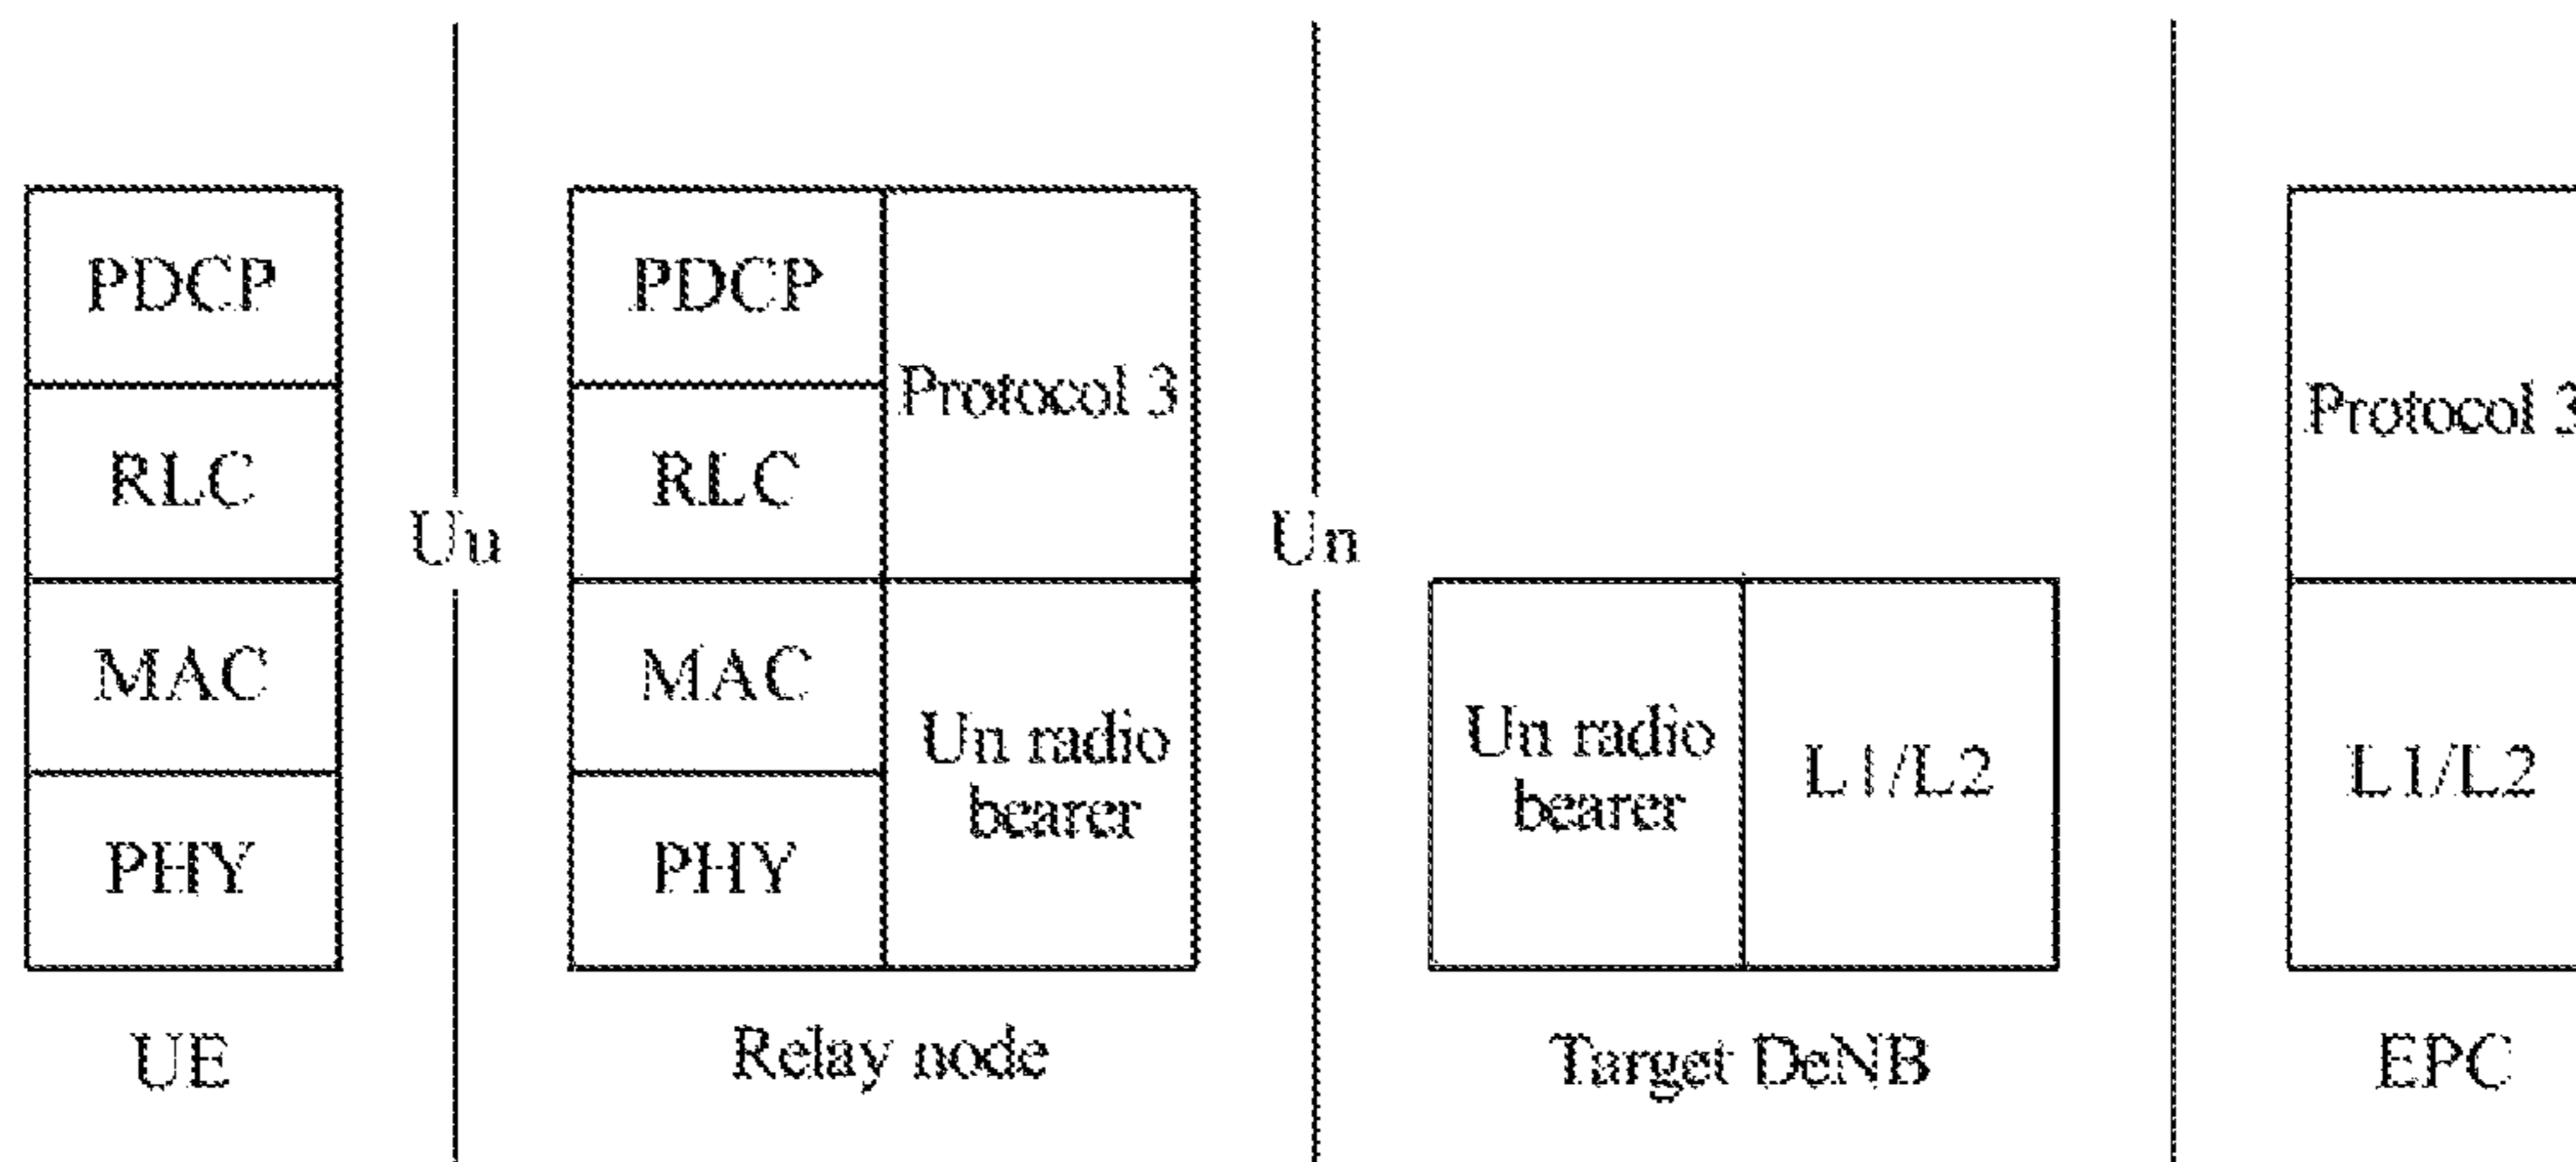 PDCP
RLC
MAC
PHY
UE
Uu
PDCP
RLC
MAC
PHY
Protocol 3
Un radio
bearer
Relay node
Un
Un radio
bearer
L1/L2
Target DeNB
Protocol 3
L1/L2
EPC